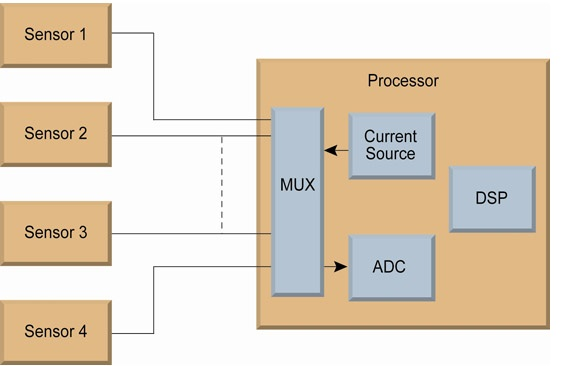 Sensor 1
Sensor 2
Sensor 3
Sensor 4
Processor
MUX
Current
Source
DSP
ADC